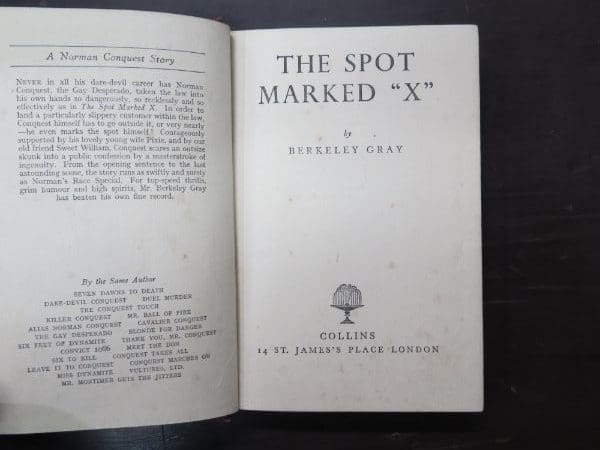 A Norman Conquest Story
NEVER in all his dare-devil career has Norman
Conquest, the Gay Desperado, taken the law into
his own hands so dangerously, so recklessly and so
effectively as in The Spot Marked X. In order to
land a particularly slippery customer within the law,
Conquest himself has to go outside it, or very nearly
—he even marks the spot himself! Courageously
supported by his lovely young wife Pixie, and by our
old friend Sweet William, Conquest scares an outsize
skunk into a public confession by a masterstroke of
ingenuity. From the opening sentence to the last
astounding scene, the story runs as swiftly and surely
as Norman's Race Special. For top-speed thrills,
grim humour and high spirits, Mr. Berkeley Gray
has beaten his own fine record.
By the Same Author
SEVEN DAWNS TO DEATH
DARE-DEVIL CONQUEST DUEL MURDER
THE CONQUEST TOUCH
KILLER CONQUEST MR. BALL OF FIRE
ALIAS NORMAN CONQUEST CAVALIER CONQUEST
THE GAY DESPERADO BLONDE FOR DANGER
SIX FEET OF DYNAMITE THANK YOU, MR. CONQUEST
CONVICT 1066 MEET THE DON
SIX TO KILL CONQUEST TAKES ALL
LEAVE IT TO CONQUEST CONQUEST MARCHES ON
MISS DYNAMITE VULTURES, LTD.
MR. MORTIMER GETS THE JITTERS
THE SPOT
MARKED "X"
by
BERKELEY GRAY
COLLINS
14 ST. JAMES'S PLACE LONDON